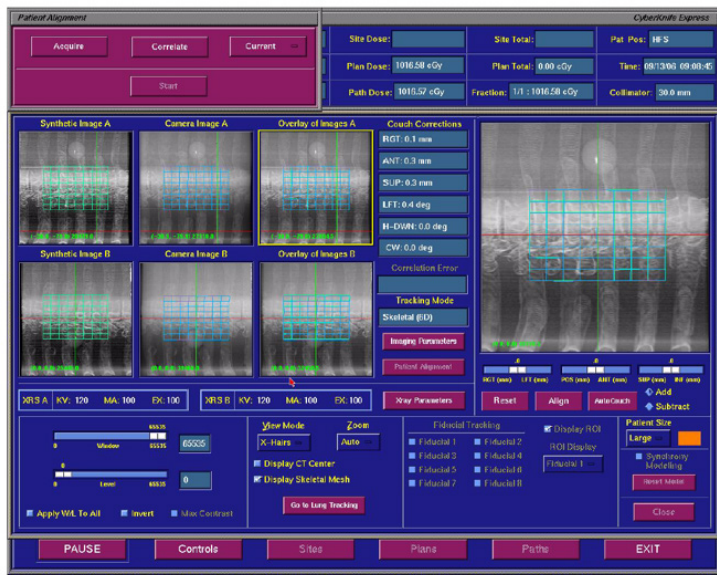 Patient Alignment
CyberKnife Express
Acquire
Correlate
Current
Start
Site Dose:
Site Total:
Pat Pos: HFS
Plan Dose: 1016.58 cGy
Plan Total: 0.00 cGy
Time: 09/13/06 09:08:45
Path Dose: 1016.57 cGy
Fraction: 1/1 : 1016.58 cGy
Collimator: 30.0 mm
Synthetic Image A
Camera Image A
Overlay of Images A
Couch Corrections
RGT: 0.1 mm
ANT: 0.3 mm
SUP: 0.3 mm
LFT: 0.4 deg
H-DWN: 0.0 deg
CW: 0.0 deg
Synthetic Image B
Camera Image B
Overlay of Images B
Correlation Error
Tracking Mode
Skeletal (6D)
Imaging Parameters
Patient Alignment
.0
.0
.0
RGT (mm) LFT (mm)
POS (mm) ANT (mm)
SUP (mm) INF (mm)
XRS A KV: 120 MA: 100 EX: 100
XRS B KV: 120 MA: 100 EX: 100
Xray Parameters
Reset
Align
AutoCouch
Add
Subtract
65535
0 Window 65535
65535
0
0 Level 65535
0
Apply W/L To All
Invert
Max Contrast
View Mode
Zoom
X-Hairs
Auto
Display CT Center
Display Skeletal Mesh
Go to Lung Tracking
Fiducial Tracking
Fiducial 1
Fiducial 2
Fiducial 3
Fiducial 4
Fiducial 5
Fiducial 6
Fiducial 7
Fiducial 8
Display ROI
ROI Display
Fiducial 1
Patient Size
Large
Synchrony
Modeling
Reset Model
Close
PAUSE
Controls
Sites
Plans
Paths
EXIT